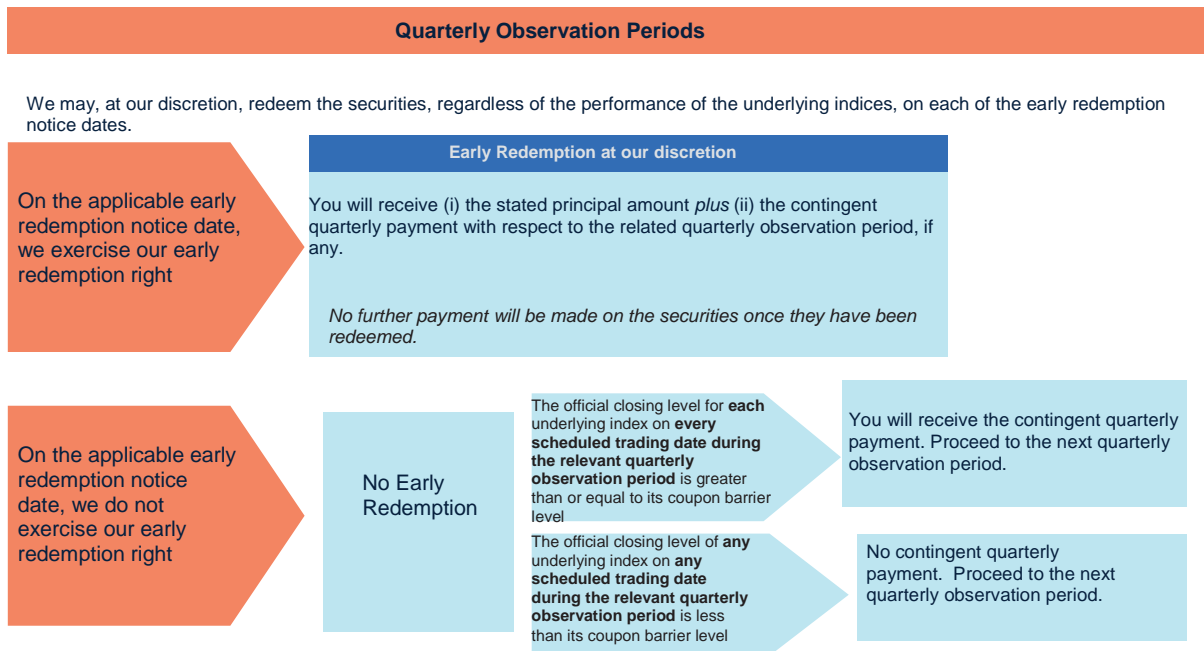 Quarterly Observation Periods
We may, at our discretion, redeem the securities, regardless of the performance of the underlying indices, on each of the early redemption
notice dates.
On the applicable early
redemption notice date,
we exercise our early
redemption right
Early Redemption at our discretion
You will receive (i) the stated principal amount plus (ii) the contingent
quarterly payment with respect to the related quarterly observation period, if
any.
No further payment will be made on the securities once they have been
redeemed.
On the applicable early
redemption notice
date, we do not
exercise our early
redemption right
No Early
Redemption
The official closing level for each
underlying index on every
scheduled trading date during
the relevant quarterly
observation period is greater
than or equal to its coupon barrier
level
You will receive the contingent quarterly
payment. Proceed to the next quarterly
observation period.
The official closing level of any
underlying index on any
scheduled trading date
during the relevant quarterly
observation period is less
than its coupon barrier level
No contingent quarterly
payment.  Proceed to the next
quarterly observation period.